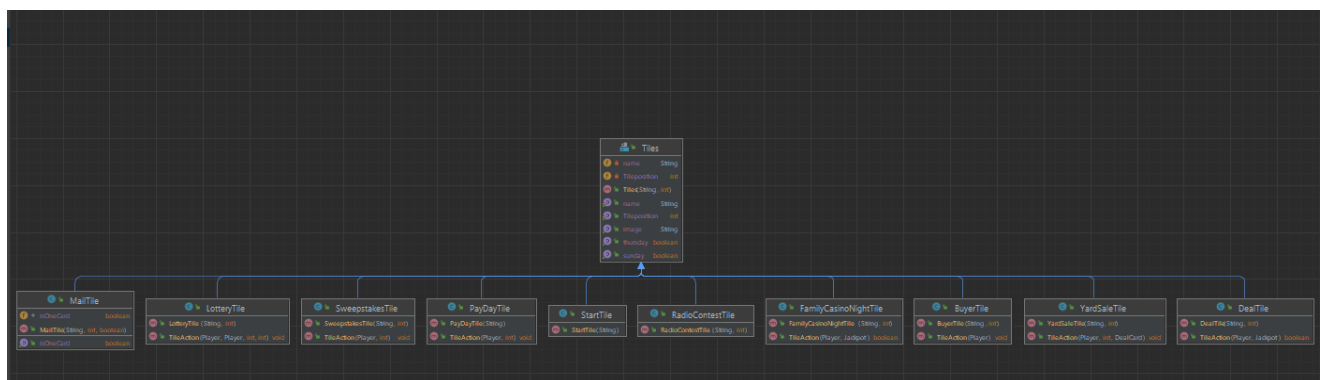 Tiles
name String
Tileposition int
Tiles(String, int)
name String
Tileposition int
image String
thursday boolean
sunday boolean
MailTile
isOneCard boolean
MailTile(String, int, boolean)
isOneCard boolean
LotteryTile
LotteryTile (String, int)
TileAction(Player, Player, int, int) void
SweepstakesTile
SweepstakesTile(String, int)
TileAction(Player, int) void
PayDayTile
PayDayTile(String)
TileAction(Player, int) void
StartTile
StartTile(String)
RadioContestTile
RadioContestTile (String, int)
FamilyCasinoNightTile
FamilyCasinoNightTile (String, int)
TileAction(Player, Jackpot) boolean
BuyerTile
BuyerTile (String, int)
TileAction(Player) void
YardSaleTile
YardSaleTile(String, int)
TileAction(Player, int, DealCard) void
DealTile
DealTile(String, int)
TileAction(Player, Jackpot) boolean